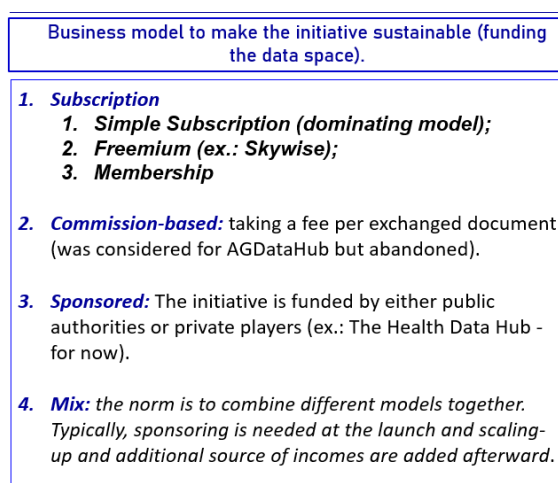 Business model to make the initiative sustainable (funding
the data space).
1. Subscription
1. Simple Subscription (dominating model);
2. Freemium (ex.: Skywise);
3. Membership
2. Commission-based: taking a fee per exchanged document
(was considered for AGDataHub but abandoned).
3. Sponsored: The initiative is funded by either public
authorities or private players (ex.: The Health Data Hub -
for now).
4. Mix: the norm is to combine different models together.
Typically, sponsoring is needed at the launch and scaling-
up and additional source of incomes are added afterward.